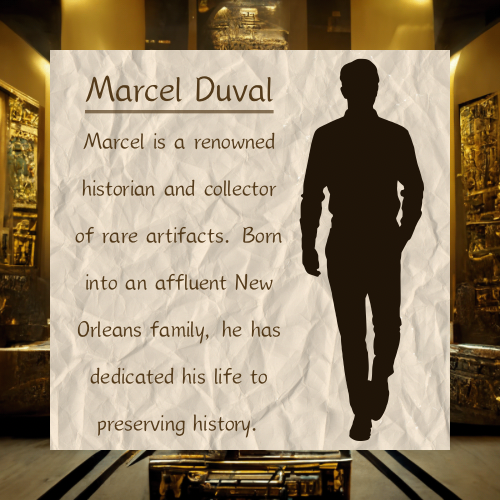 Marcel Duval
Marcel is a renowned
historian and collector
of rare artifacts. Born
into an affluent New
Orleans family, he has
dedicated his life to
preserving history.